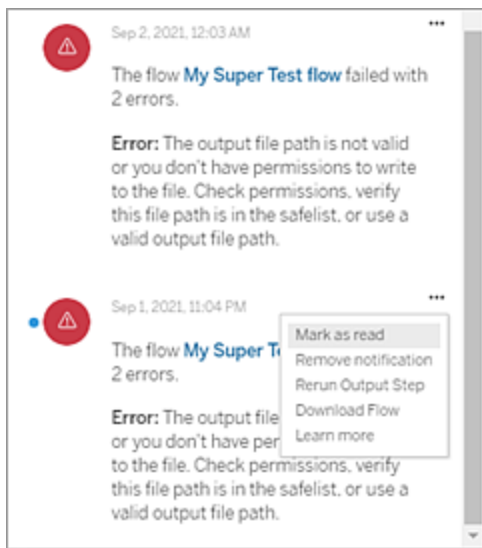 Sep 2, 2021, 12:03 AM
The flow My Super Test flow failed with
2 errors.
Error: The output file path is not valid
or you don't have permissions to write
to the file. Check permissions, verify
this file path is in the safelist, or use a
valid output file path.
Sep 1, 2021, 11:04 PM
The flow My Super
2 errors.
Error: The output file
or you don't have
to the file. Check permissions, verify
this file path is in the safelist, or use a
valid output file path.
Mark as read
Remove notification
Rerun Output Step
Download Flow
Learn more